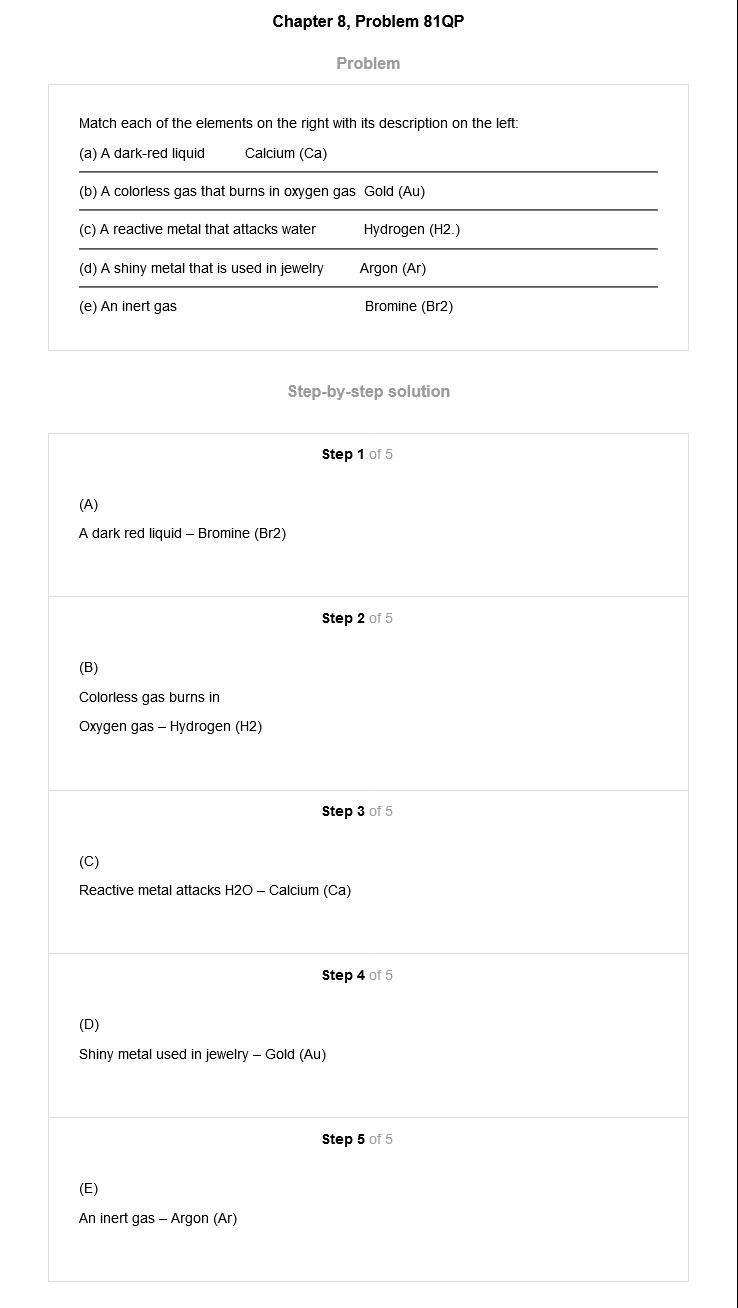 Chapter 8, Problem 81QP
Problem
Match each of the elements on the right with its description on the left:
(a) A dark-red liquid Calcium (Ca)
(b) A colorless gas that burns in oxygen gas Gold (Au)
(c) A reactive metal that attacks water Hydrogen (H2.)
(d) A shiny metal that is used in jewelry Argon (Ar)
(e) An inert gas Bromine (Br2)
Step-by-step solution
Step 1 of 5
(A)
A dark red liquid – Bromine (Br2)
Step 2 of 5
(B)
Colorless gas burns in
Oxygen gas – Hydrogen (H2)
Step 3 of 5
(C)
Reactive metal attacks H2O – Calcium (Ca)
Step 4 of 5
(D)
Shiny metal used in jewelry – Gold (Au)
Step 5 of 5
(E)
An inert gas – Argon (Ar)